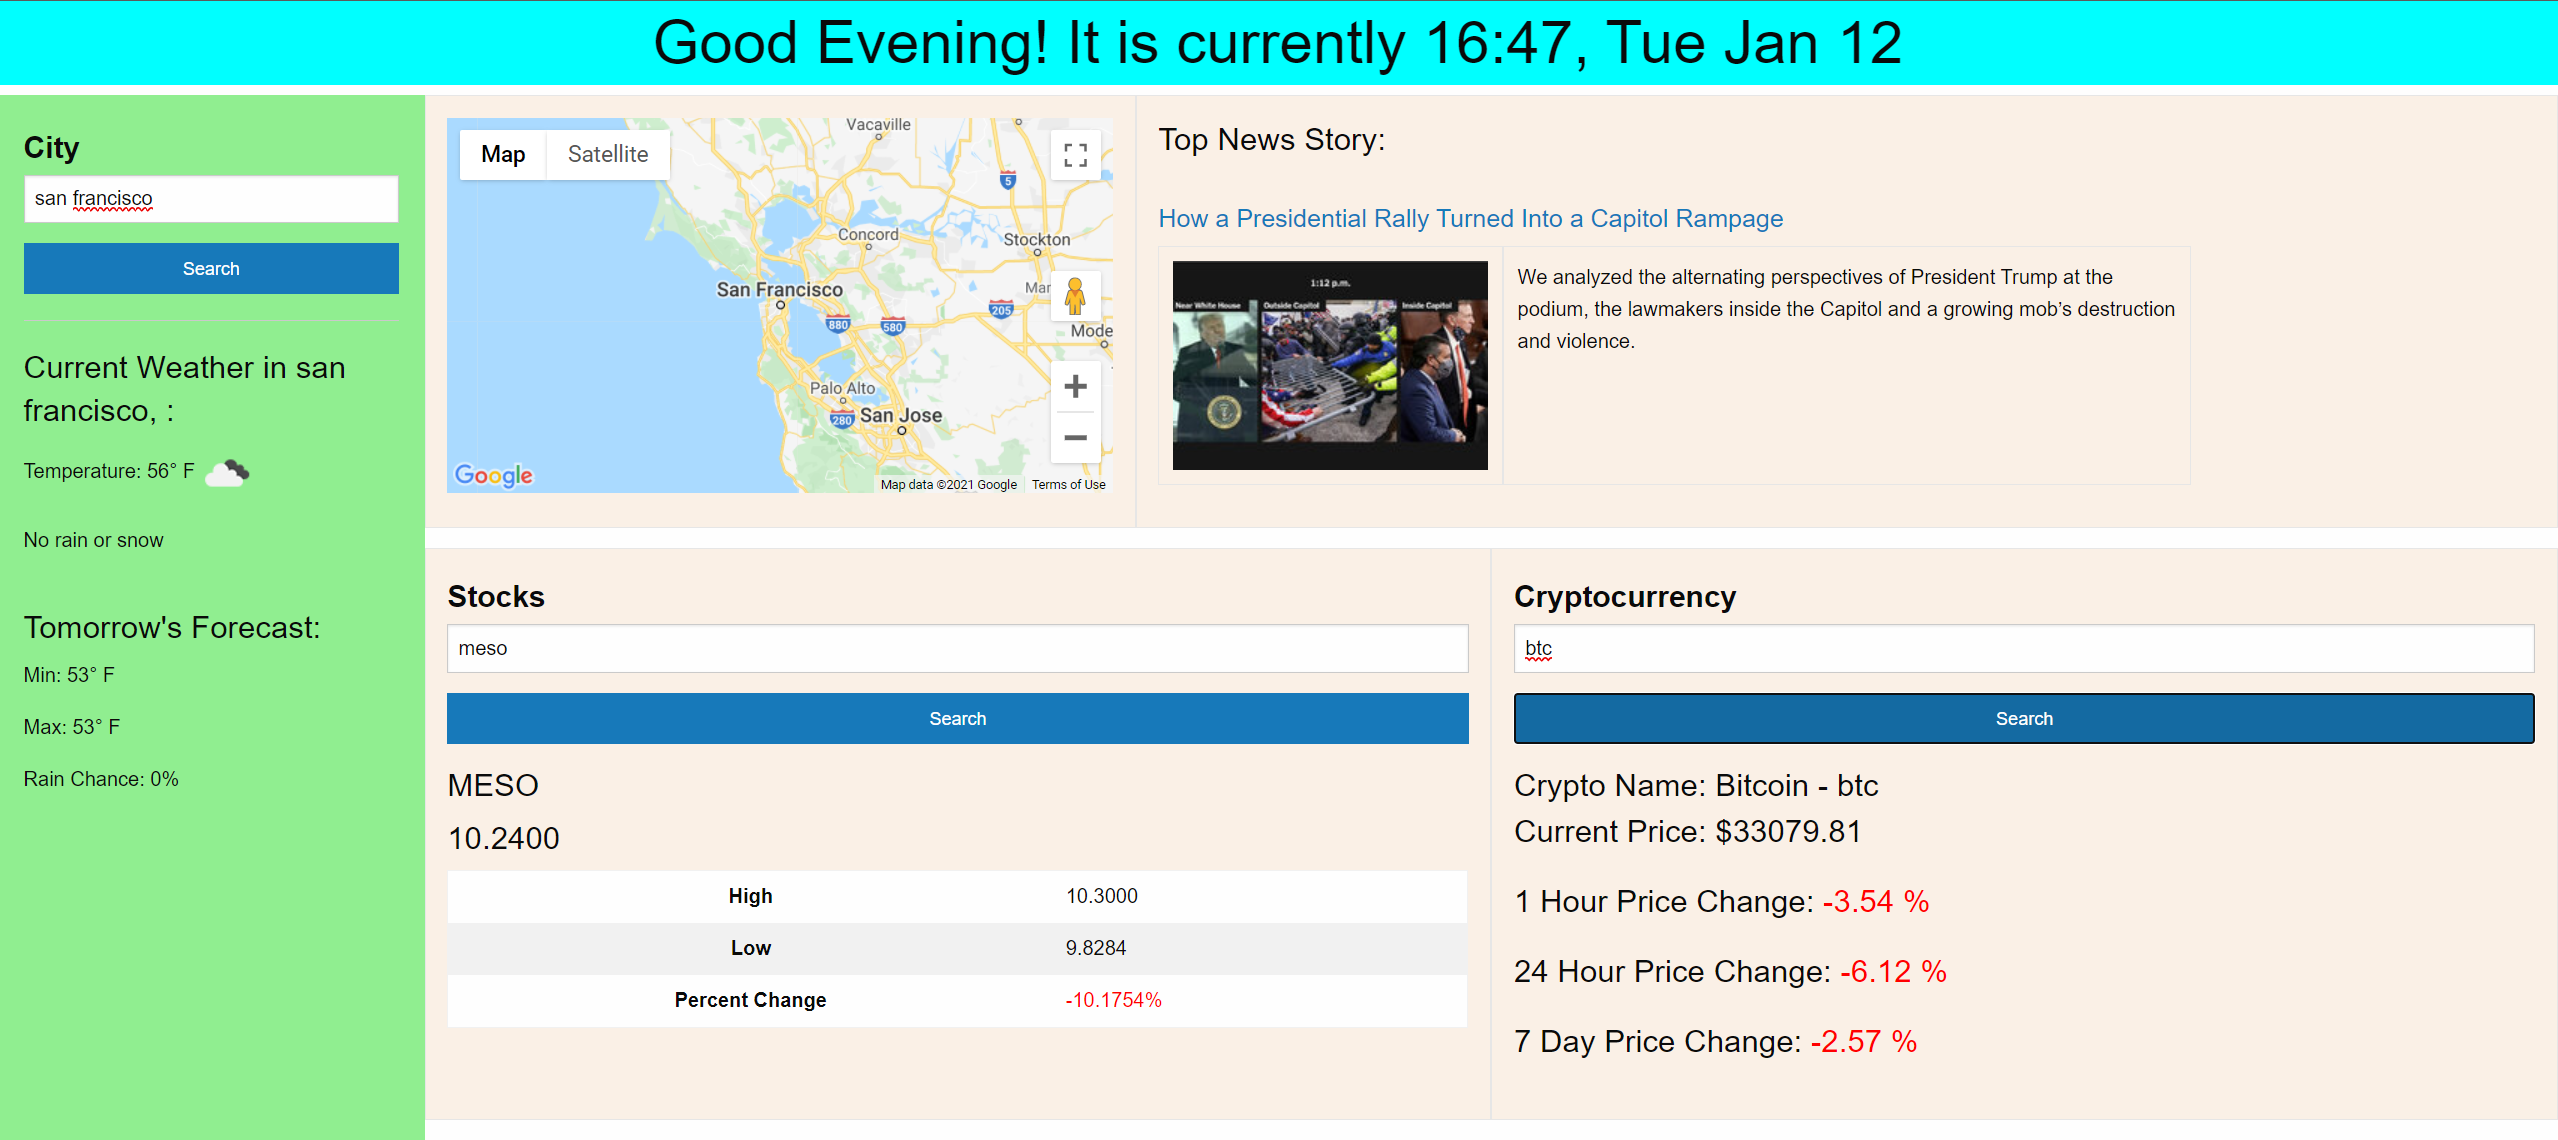 Good Evening! It is currently 16:47, Tue Jan 12
City
san francisco
Search
Current Weather in san
francisco, :
Temperature: 56° F
No rain or snow
Tomorrow's Forecast:
Min: 53° F
Max: 53° F
Rain Chance: 0%
Map Satellite
Vacaville
5
Concord
Stockton
San Francisco
880
580
205
Mar
Mode
Palo Alto
280
San Jose
Google
Map data ©2021 Google Terms of Use
Top News Story:
How a Presidential Rally Turned Into a Capitol Rampage
1:12 p.m.
Near White House Outside Capitol Inside Capitol
We analyzed the alternating perspectives of President Trump at the
podium, the lawmakers inside the Capitol and a growing mob’s destruction
and violence.
Stocks
meso
Search
MESO
10.2400
High 10.3000
Low 9.8284
Percent Change -10.1754%
Cryptocurrency
btc
Search
Crypto Name: Bitcoin - btc
Current Price: $33079.81
1 Hour Price Change: -3.54 %
24 Hour Price Change: -6.12 %
7 Day Price Change: -2.57 %